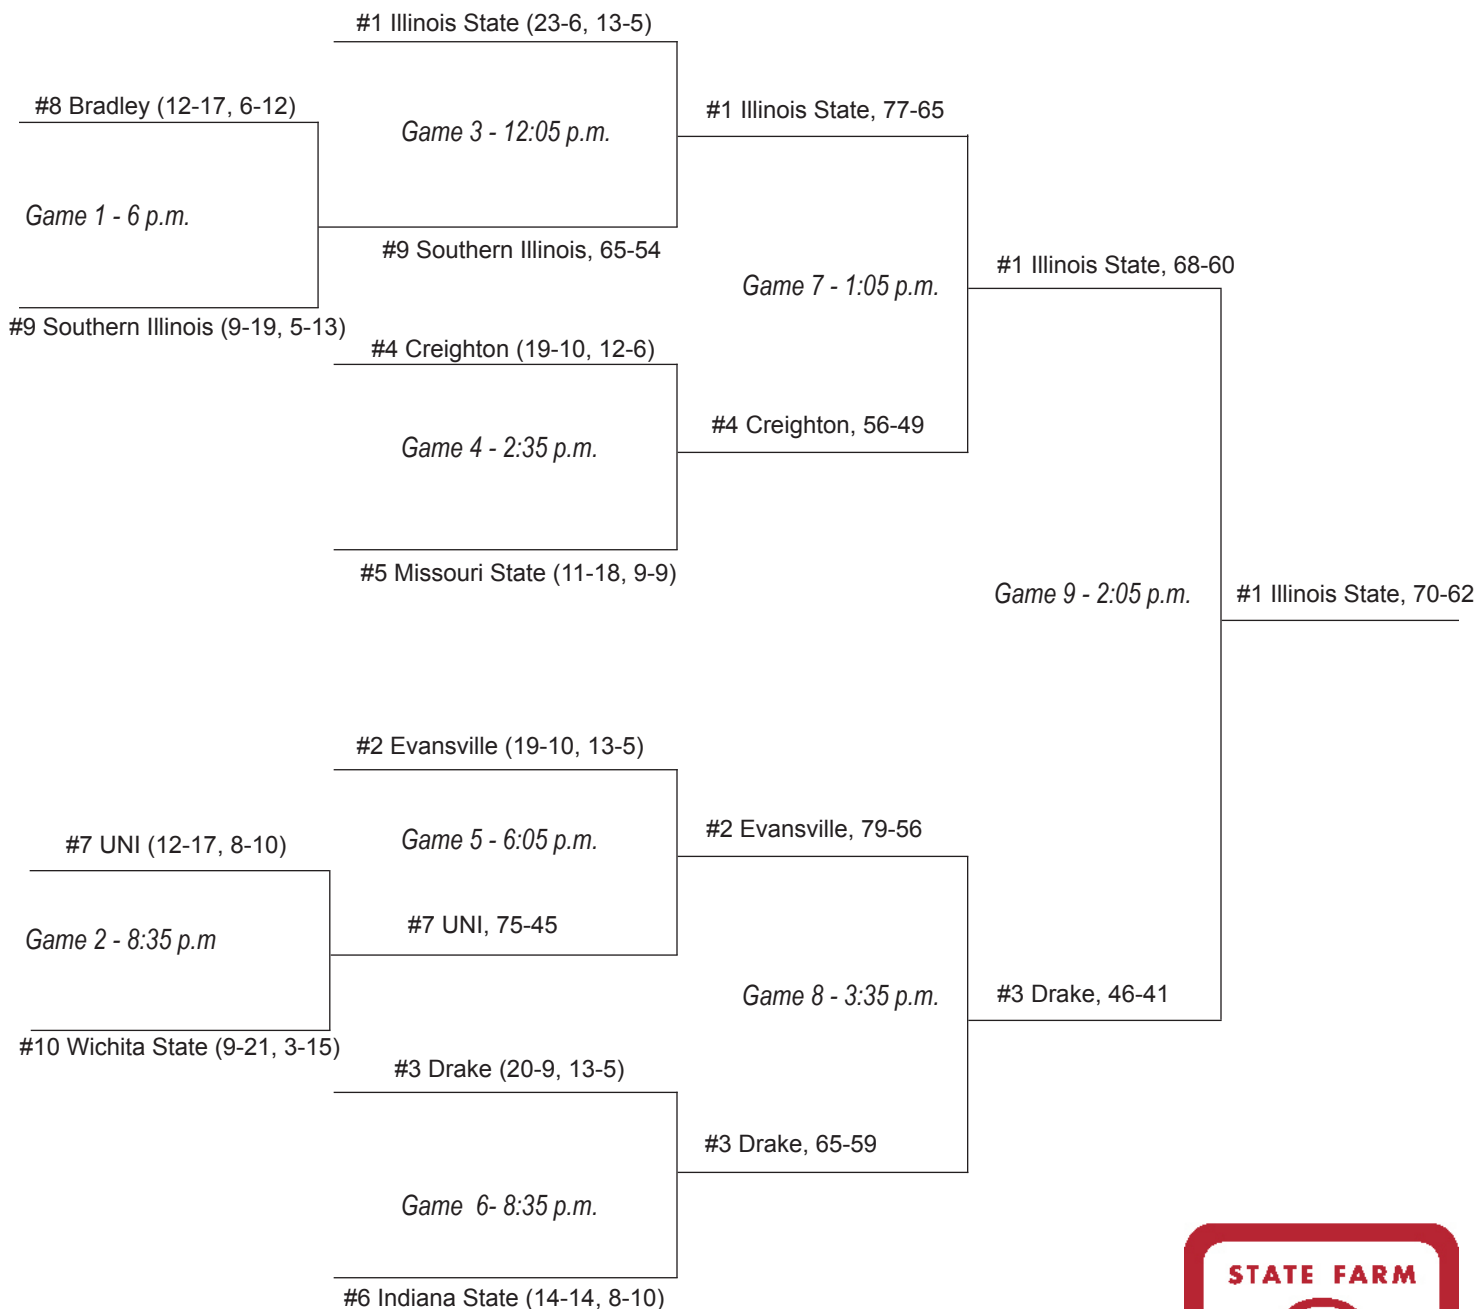 #1 Illinois State (23-6, 13-5)
#8 Bradley (12-17, 6-12)
#1 Illinois State, 77-65
Game 3 - 12:05 p.m.
Game 1 - 6 p.m.
#9 Southern Illinois, 65-54
#1 Illinois State, 68-60
Game 7 - 1:05 p.m.
#9 Southern Illinois (9-19, 5-13)
#4 Creighton (19-10, 12-6)
#4 Creighton, 56-49
Game 4 - 2:35 p.m.
#5 Missouri State (11-18, 9-9)
Game 9 - 2:05 p.m.
#1 Illinois State, 70-62
#2 Evansville (19-10, 13-5)
#2 Evansville, 79-56
Game 5 - 6:05 p.m.
#7 UNI (12-17, 8-10)
#7 UNI, 75-45
Game 2 - 8:35 p.m
Game 8 - 3:35 p.m.
#3 Drake, 46-41
#10 Wichita State (9-21, 3-15)
#3 Drake (20-9, 13-5)
#3 Drake, 65-59
Game  6- 8:35 p.m.
STATE FARM
#6 Indiana State (14-14, 8-10)